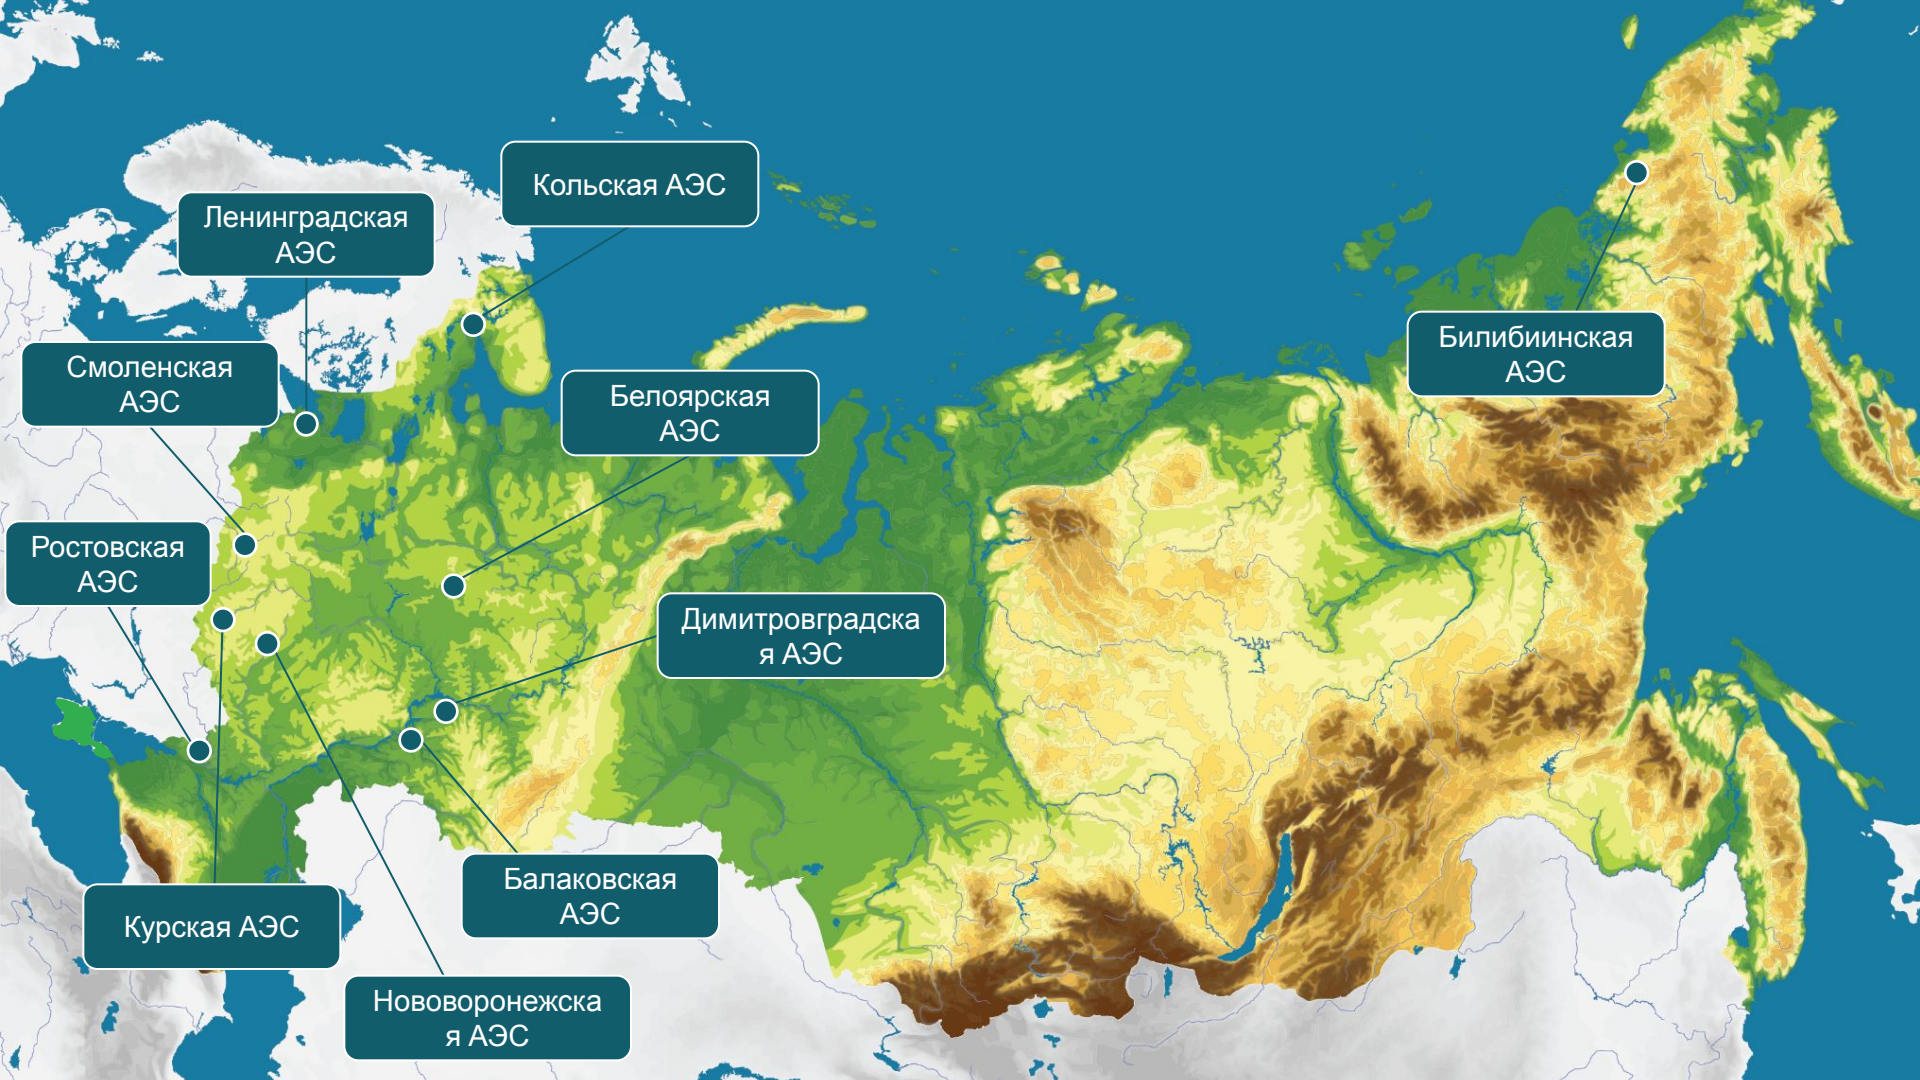 Кольская АЭС
Ленинградская
АЭС
Билибиинская
АЭС
Смоленская
АЭС
Белоярская
АЭС
Ростовская
АЭС
Димитровградска
я АЭС
Балаковская
АЭС
Курская АЭС
Нововоронежска
я АЭС